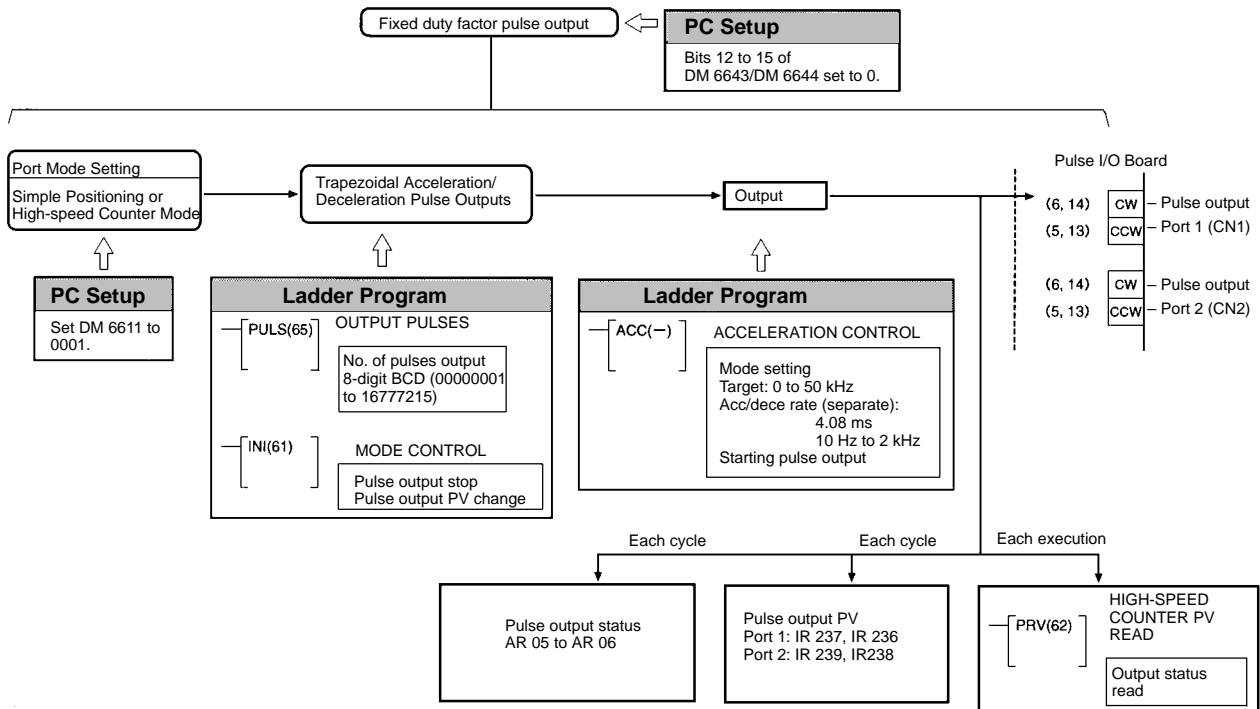 Fixed duty factor pulse output
PC Setup
Bits 12 to 15 of
DM 6643/DM 6644 set to 0.
Port Mode Setting
Simple Positioning or
High-speed Counter Mode
Trapezoidal Acceleration/
Deceleration Pulse Outputs
Output
Pulse I/O Board
(6, 14) CW Pulse output
(5, 13) CCW Port 1 (CN1)
(6, 14) CW Pulse output
(5, 13) CCW Port 2 (CN2)
PC Setup
Set DM 6611 to
0001.
Ladder Program
PULS(65) OUTPUT PULSES
No. of pulses output
8-digit BCD (00000001
to 16777215)
INI(61) MODE CONTROL
Pulse output stop
Pulse output PV change
Ladder Program
ACC(—) ACCELERATION CONTROL
Mode setting
Target: 0 to 50 kHz
Acc/dece rate (separate):
4.08 ms
10 Hz to 2 kHz
Starting pulse output
Each cycle
Each cycle
Each execution
Pulse output status
AR 05 to AR 06
Pulse output PV
Port 1: IR 237, IR 236
Port 2: IR 239, IR238
PRV(62)
HIGH-SPEED
COUNTER PV
READ
Output status
read